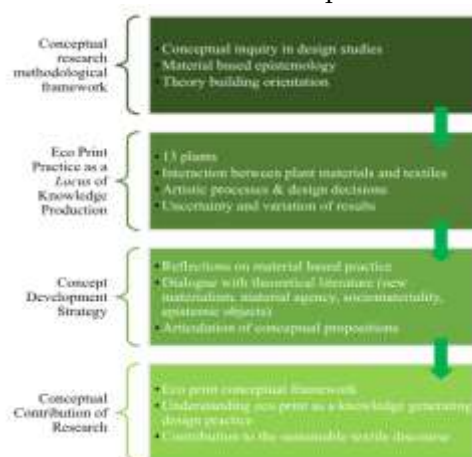 Conceptual
research
methodological
framework
• Conceptual inquiry in design studies
• Material based epistemology
• Theory building orientation
Eco Print
Practice as a
Locus of
Knowledge
Production
• 13 plants
• Interaction between plant materials and textiles
• Artistic processes & design decisions
• Uncertainty and variation of results
Concept
Development
Strategy
• Reflections on material based practice
• Dialogue with theoretical literature (new
materialism, material agency, sociomateriality,
epistemic objects)
• Articulation of conceptual propositions
Conceptual
Contribution of
Research
• Eco print conceptual framework
• Understanding eco print as a knowledge generating
design practice
• Contribution to the sustainable textile discourse